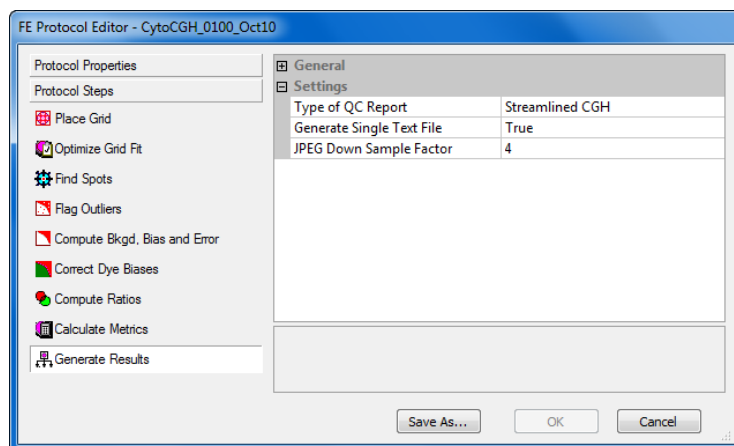 FE Protocol Editor - CytoCGH_0100_Oct10
Protocol Properties
Protocol Steps
Place Grid
Optimize Grid Fit
Find Spots
Flag Outliers
Compute Bkgd, Bias and Error
Correct Dye Biases
Compute Ratios
Calculate Metrics
Generate Results
General
Settings
Type of QC Report Streamlined CGH
Generate Single Text File True
JPEG Down Sample Factor 4
Save As... OK Cancel